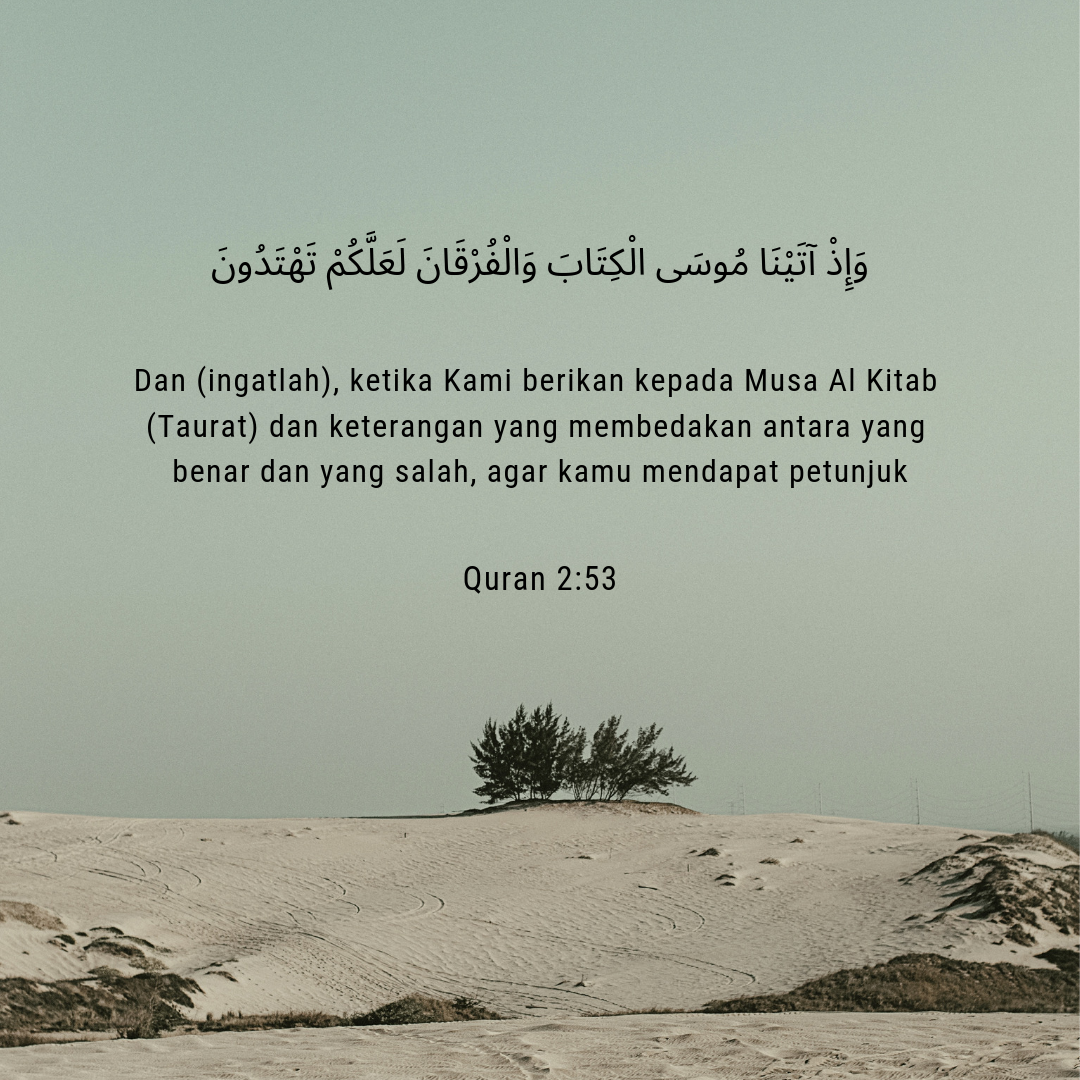 وَإِذْ آتَيْنَا مُوسَى الْكِتَابَ وَالْفُرْقَانَ لَعَلَّكُمْ تَهْتَدُونَ
Dan (ingatlah), ketika Kami berikan kepada Musa Al Kitab
(Taurat) dan keterangan yang membedakan antara yang
benar dan yang salah, agar kamu mendapat petunjuk
Quran 2:53